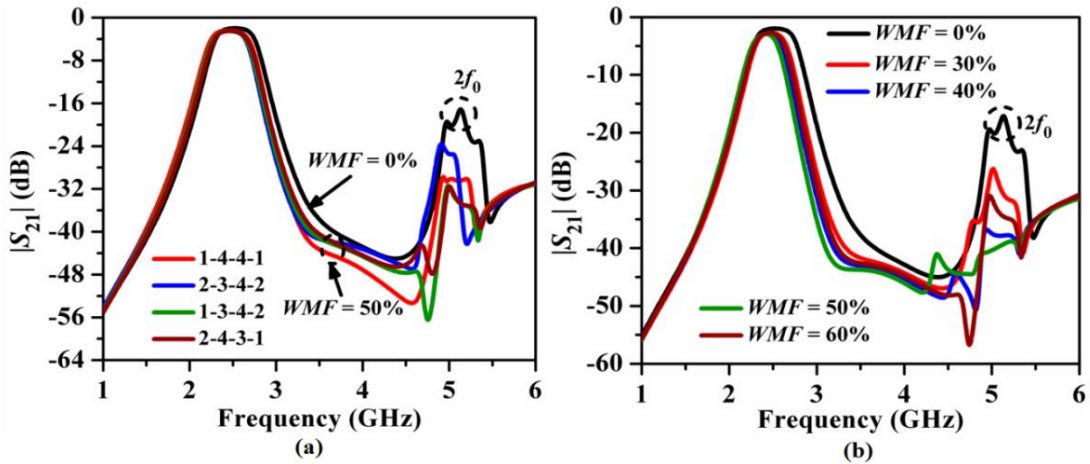 0
-8
-16
-24
-32
-40
-48
-56
-64
|S21| (dB)
2f0
WMF = 0%
WMF = 50%
1-4-4-1
2-3-4-2
1-3-4-2
2-4-3-1
1 2 3 4 5 6
Frequency (GHz)
(a)
0
-10
-20
-30
-40
-50
-60
|S21| (dB)
WMF = 0%
WMF = 30%
WMF = 40%
2f0
WMF = 50%
WMF = 60%
1 2 3 4 5 6
Frequency (GHz)
(b)